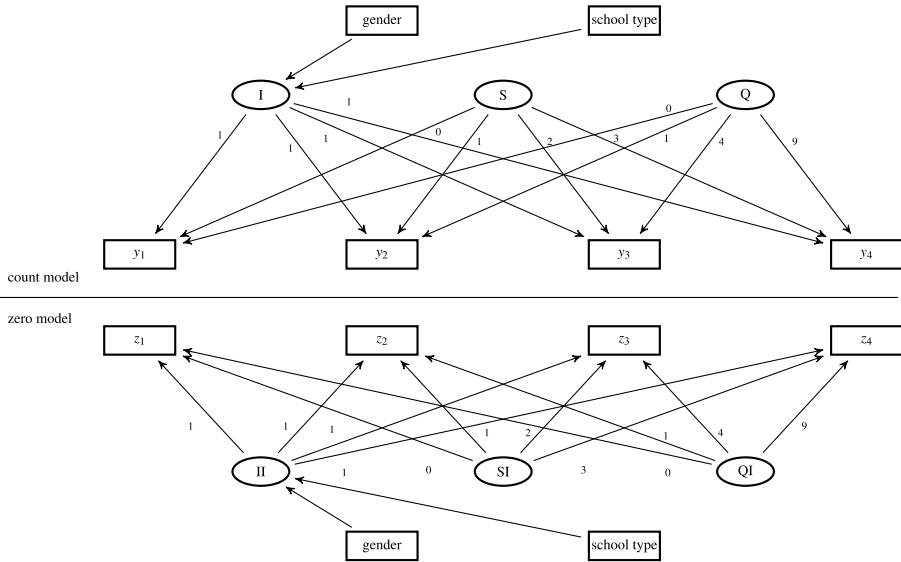 gender school type
I S Q
1 0
1 1 1 0 1 2 3 1 4 9
y1 y2 y3 y4
count model
zero model
z1 z2 z3 z4
1 1 1 1 2 1 4 9
II 1 0 SI 3 0 QI
gender school type